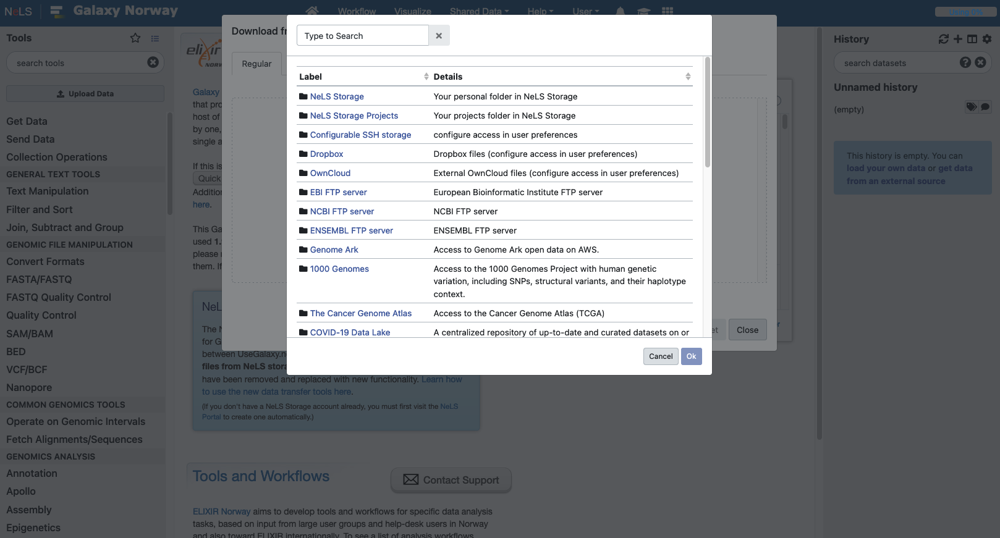 NeLS
Galaxy Norway
Workflow
Visualize
Shared Data
Help
User
Using 0%
Tools
search tools
Upload Data
Get Data
Send Data
Collection Operations
GENERAL TEXT TOOLS
Text Manipulation
Filter and Sort
Join, Subtract and Group
GENOMIC FILE MANIPULATION
Convert Formats
FASTA/FASTQ
FASTQ Quality Control
Quality Control
SAM/BAM
BED
VCF/BCF
Nanopore
COMMON GENOMICS TOOLS
Operate on Genomic Intervals
Fetch Alignments/Sequences
GENOMICS ANALYSIS
Annotation
Apollo
Assembly
Epigenetics
elixir
NORW
Galaxy
that pro
host of
by one,
single a
If this is
Quick
Addition
here.
This Ga
used 1.
please
them. If
Download fr
Regular
Close
Type to Search
Label Details
NeLS Storage Your personal folder in NeLS Storage
NeLS Storage Projects Your projects folder in NeLS Storage
Configurable SSH storage configure access in user preferences
Dropbox Dropbox files (configure access in user preferences)
OwnCloud External OwnCloud files (configure access in user preferences)
EBI FTP server European Bioinformatic Institute FTP server
NCBI FTP server NCBI FTP server
ENSEMBL FTP server ENSEMBL FTP server
Genome Ark Access to Genome Ark open data on AWS.
1000 Genomes Access to the 1000 Genomes Project with human genetic
variation, including SNPs, structural variants, and their haplotype
context.
The Cancer Genome Atlas Access to the Cancer Genome Atlas (TCGA)
COVID-19 Data Lake A centralized repository of up-to-date and curated datasets on or
Cancel
Ok
NeL
The N
for G
between UseGalaxy.n
files from NeLS stora
have been removed and replaced with new functionality. Learn how
to use the new data transfer tools here.
(If you don't have a NeLS Storage account already, you must first visit the NeLS
Portal to create one automatically.)
Tools and Workflows
Contact Support
ELIXIR Norway aims to develop tools and workflows for specific data analysis
tasks, based on input from large user groups and help-desk users in Norway
and also toward ELIXIR internationally. To see a list of analysis workflows
History
search datasets
Unnamed history
(empty)
This history is empty. You can
load your own data or get data
from an external source